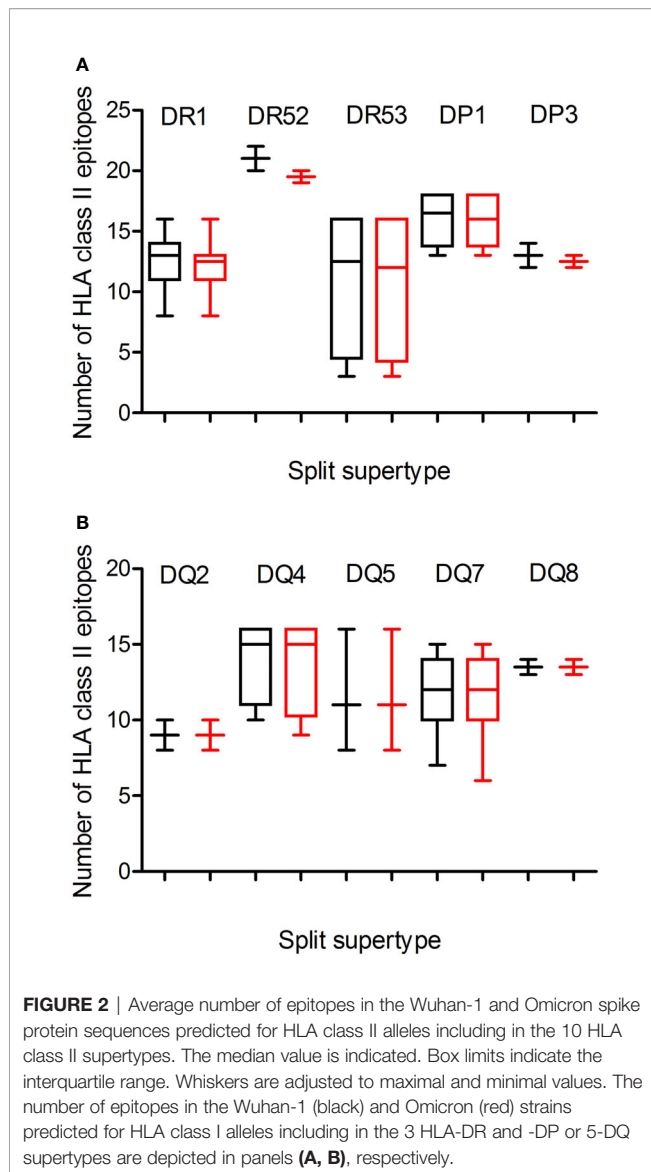 A
DR1 DR52 DR53 DP1 DP3
25
20
15
10
5
0
Number of HLA class II epitopes
Split supertype
B
DQ2 DQ4 DQ5 DQ7 DQ8
20
15
10
5
0
Number of HLA class II epitopes
Split supertype
FIGURE 2 | Average number of epitopes in the Wuhan-1 and Omicron spike
protein sequences predicted for HLA class II alleles including in the 10 HLA
class II supertypes. The median value is indicated. Box limits indicate the
interquartile range. Whiskers are adjusted to maximal and minimal values. The
number of epitopes in the Wuhan-1 (black) and Omicron (red) strains
predicted for HLA class I alleles including in the 3 HLA-DR and -DP or 5-DQ
supertypes are depicted in panels (A, B), respectively.